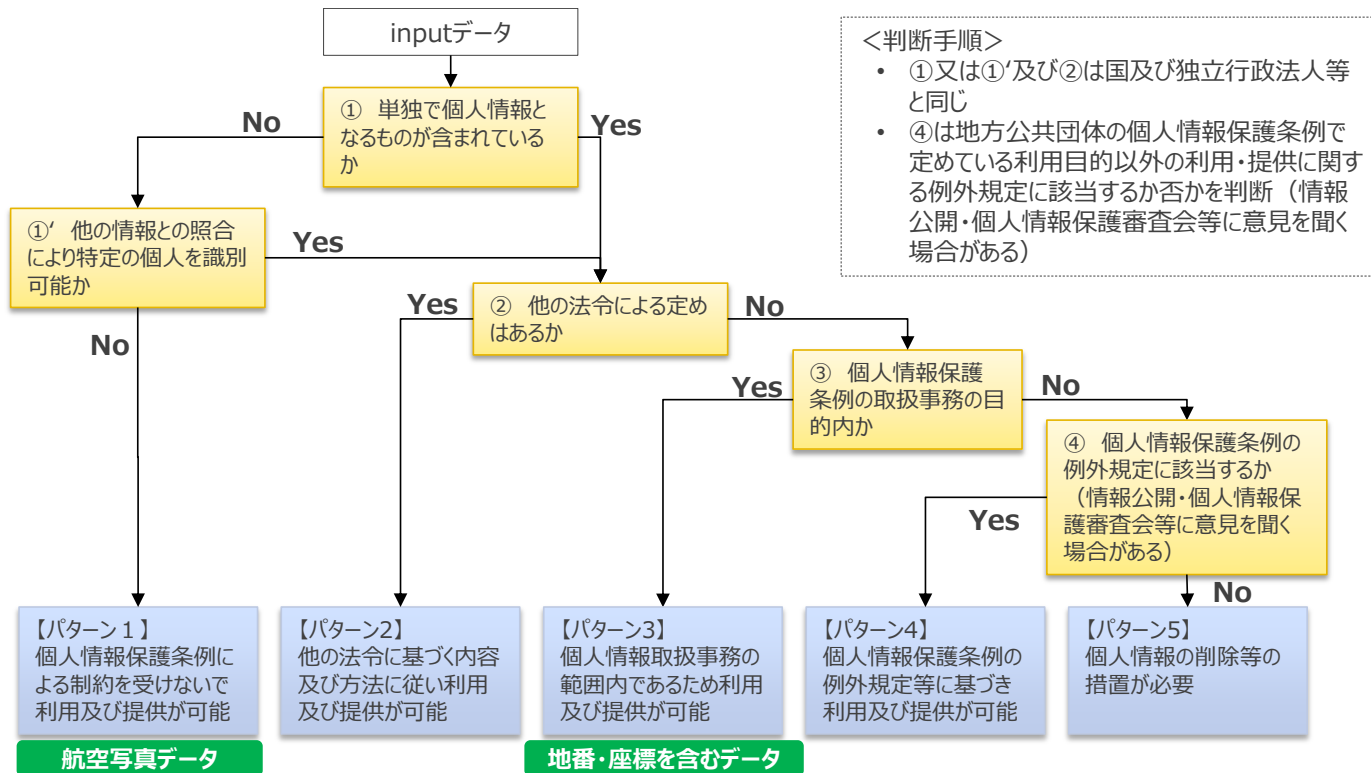 inputデータ
＜判断手順＞
• ①又は①‘及び②は国及び独立行政法人等
と同じ
• ④は地方公共団体の個人情報保護条例で
定めている利用目的以外の利用・提供に関す
る例外規定に該当するか否かを判断（情報
公開・個人情報保護審査会等に意見を聞く
場合がある）
① 単独で個人情報と
なるものが含まれている
か
No
Yes
①‘ 他の情報との照合
により特定の個人を識別
可能か
Yes
No
② 他の法令による定め
はあるか
Yes
No
③ 個人情報保護
条例の取扱事務の目
的内か
Yes
No
④ 個人情報保護条例の
例外規定に該当するか
（情報公開・個人情報保
護審査会等に意見を聞く
場合がある）
Yes
No
【パターン１】
個人情報保護条例に
よる制約を受けないで
利用及び提供が可能
【パターン2】
他の法令に基づく内容
及び方法に従い利用
及び提供が可能
【パターン3】
個人情報取扱事務の
範囲内であるため利用
及び提供が可能
【パターン4】
個人情報保護条例の
例外規定等に基づき
利用及び提供が可能
【パターン5】
個人情報の削除等の
措置が必要
航空写真データ
地番・座標を含むデータ